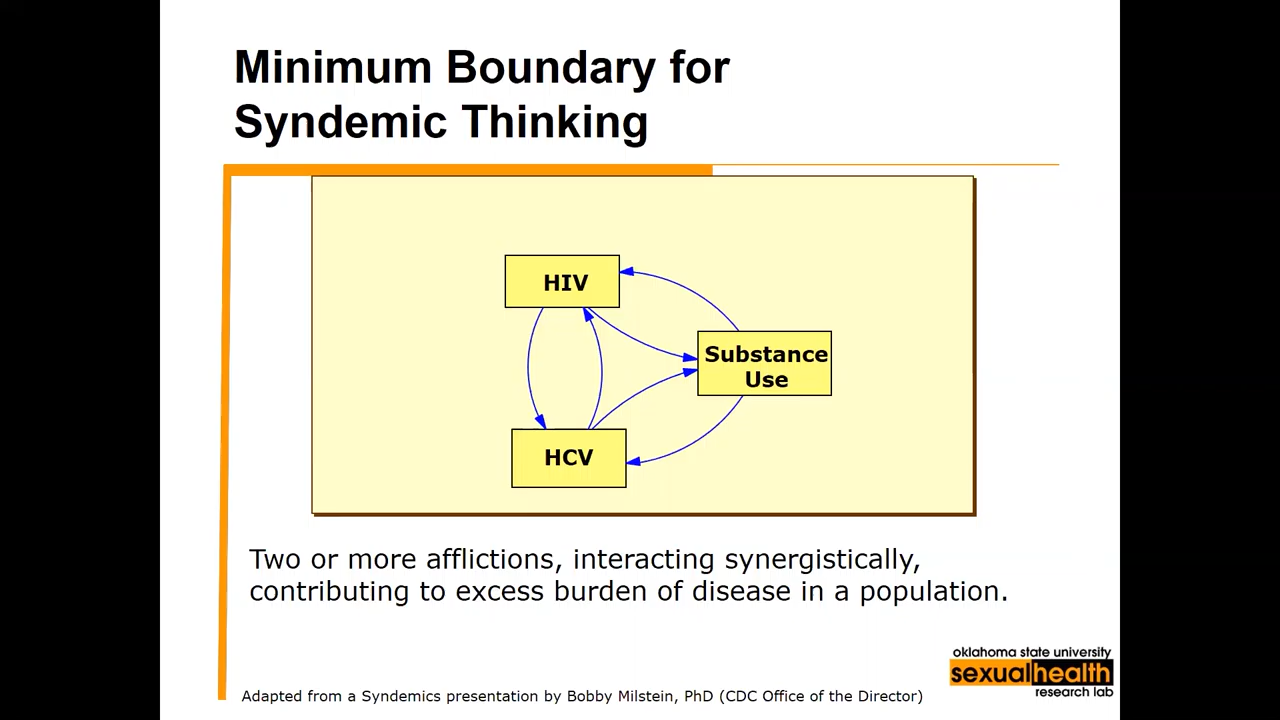 Minimum Boundary for
Syndemic Thinking
HIV
Substance
Use
HCV
Two or more afflictions, interacting synergistically,
contributing to excess burden of disease in a population.
oklahoma state university
sexualhealth
research lab
Adapted from a Syndemics presentation by Bobby Milstein, PhD (CDC Office of the Director)